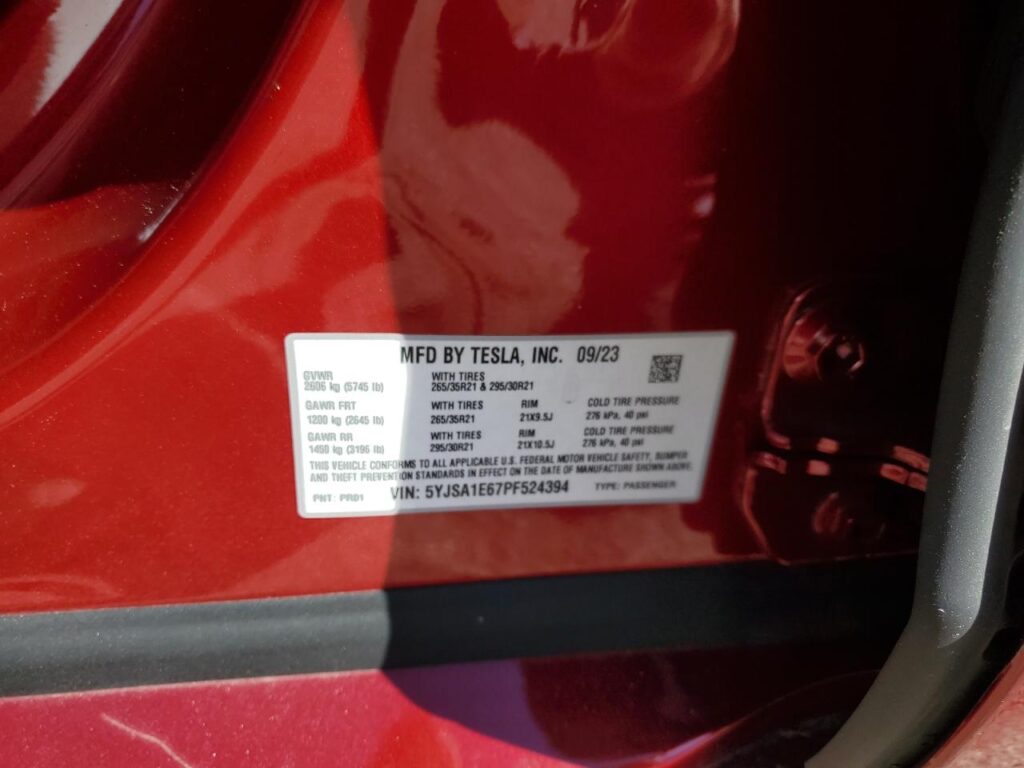 MFD BY TESLA, INC. 09/23
GVWR
2606 kg (5745 lb)
WITH TIRES
265/35R21 & 295/30R21
GAWR FRT
1200 kg (2645 lb)
WITH TIRES
265/35R21
RIM
21X9.5J
COLD TIRE PRESSURE
276 kPa, 40 psi
GAWR RR
1450 kg (3196 lb)
WITH TIRES
295/30R21
RIM
21X10.5J
COLD TIRE PRESSURE
276 kPa, 40 psi
THIS VEHICLE CONFORMS TO ALL APPLICABLE U.S. FEDERAL MOTOR VEHICLE SAFETY, BUMPER
AND THEFT PREVENTION STANDARDS IN EFFECT ON THE DATE OF MANUFACTURE SHOWN ABOVE.
PNT: PR01 VIN: 5YJSA1E67PF524394 TYPE: PASSENGER